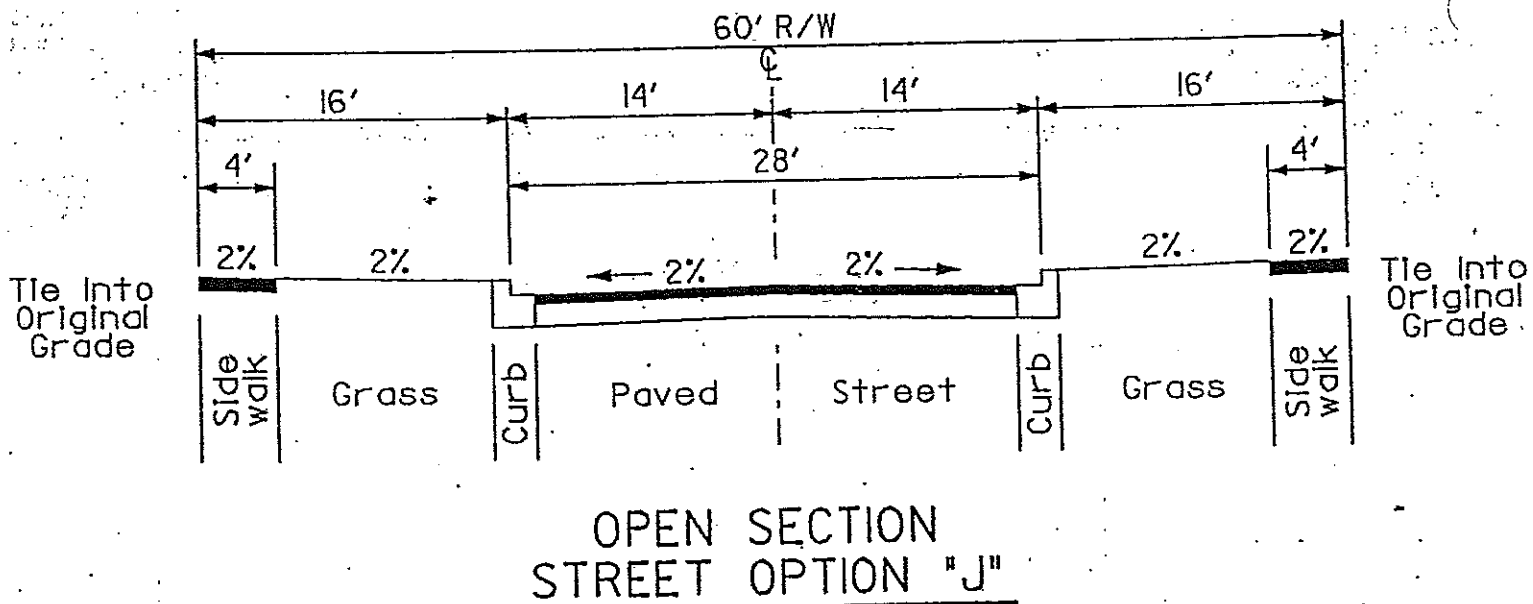 60' R/W
℄
16' 14' 14' 16'
4' 28' 4'
2% 2% 2% 2% 2% 2%
Tie Into
Original
Grade
Tie Into
Original
Grade
Side
walk
Grass
Curb
Paved
Street
Curb
Grass
Side
walk
OPEN SECTION
STREET OPTION "J"